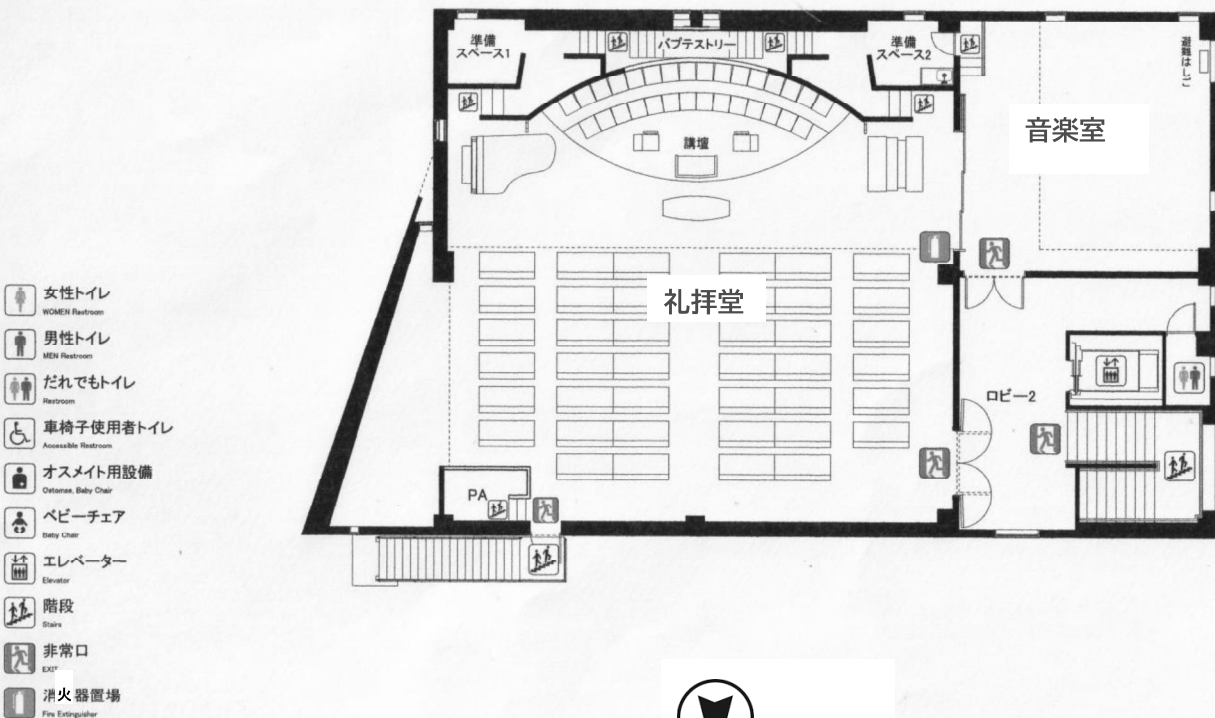 準備
スペース1
バプテストリー
準備
スペース2
避難はしご
音楽室
講壇
礼拝堂
ロビー2
PA
女性トイレ
WOMEN Restroom
男性トイレ
MEN Restroom
だれでもトイレ
Restroom
車椅子使用者トイレ
Accessible Restroom
オスメイト用設備
Ostomee, Baby Chair
ベビーチェア
Baby Chair
エレベーター
Elevator
階段
Stairs
非常口
EXIT
消火器置場
Fire Extinguisher